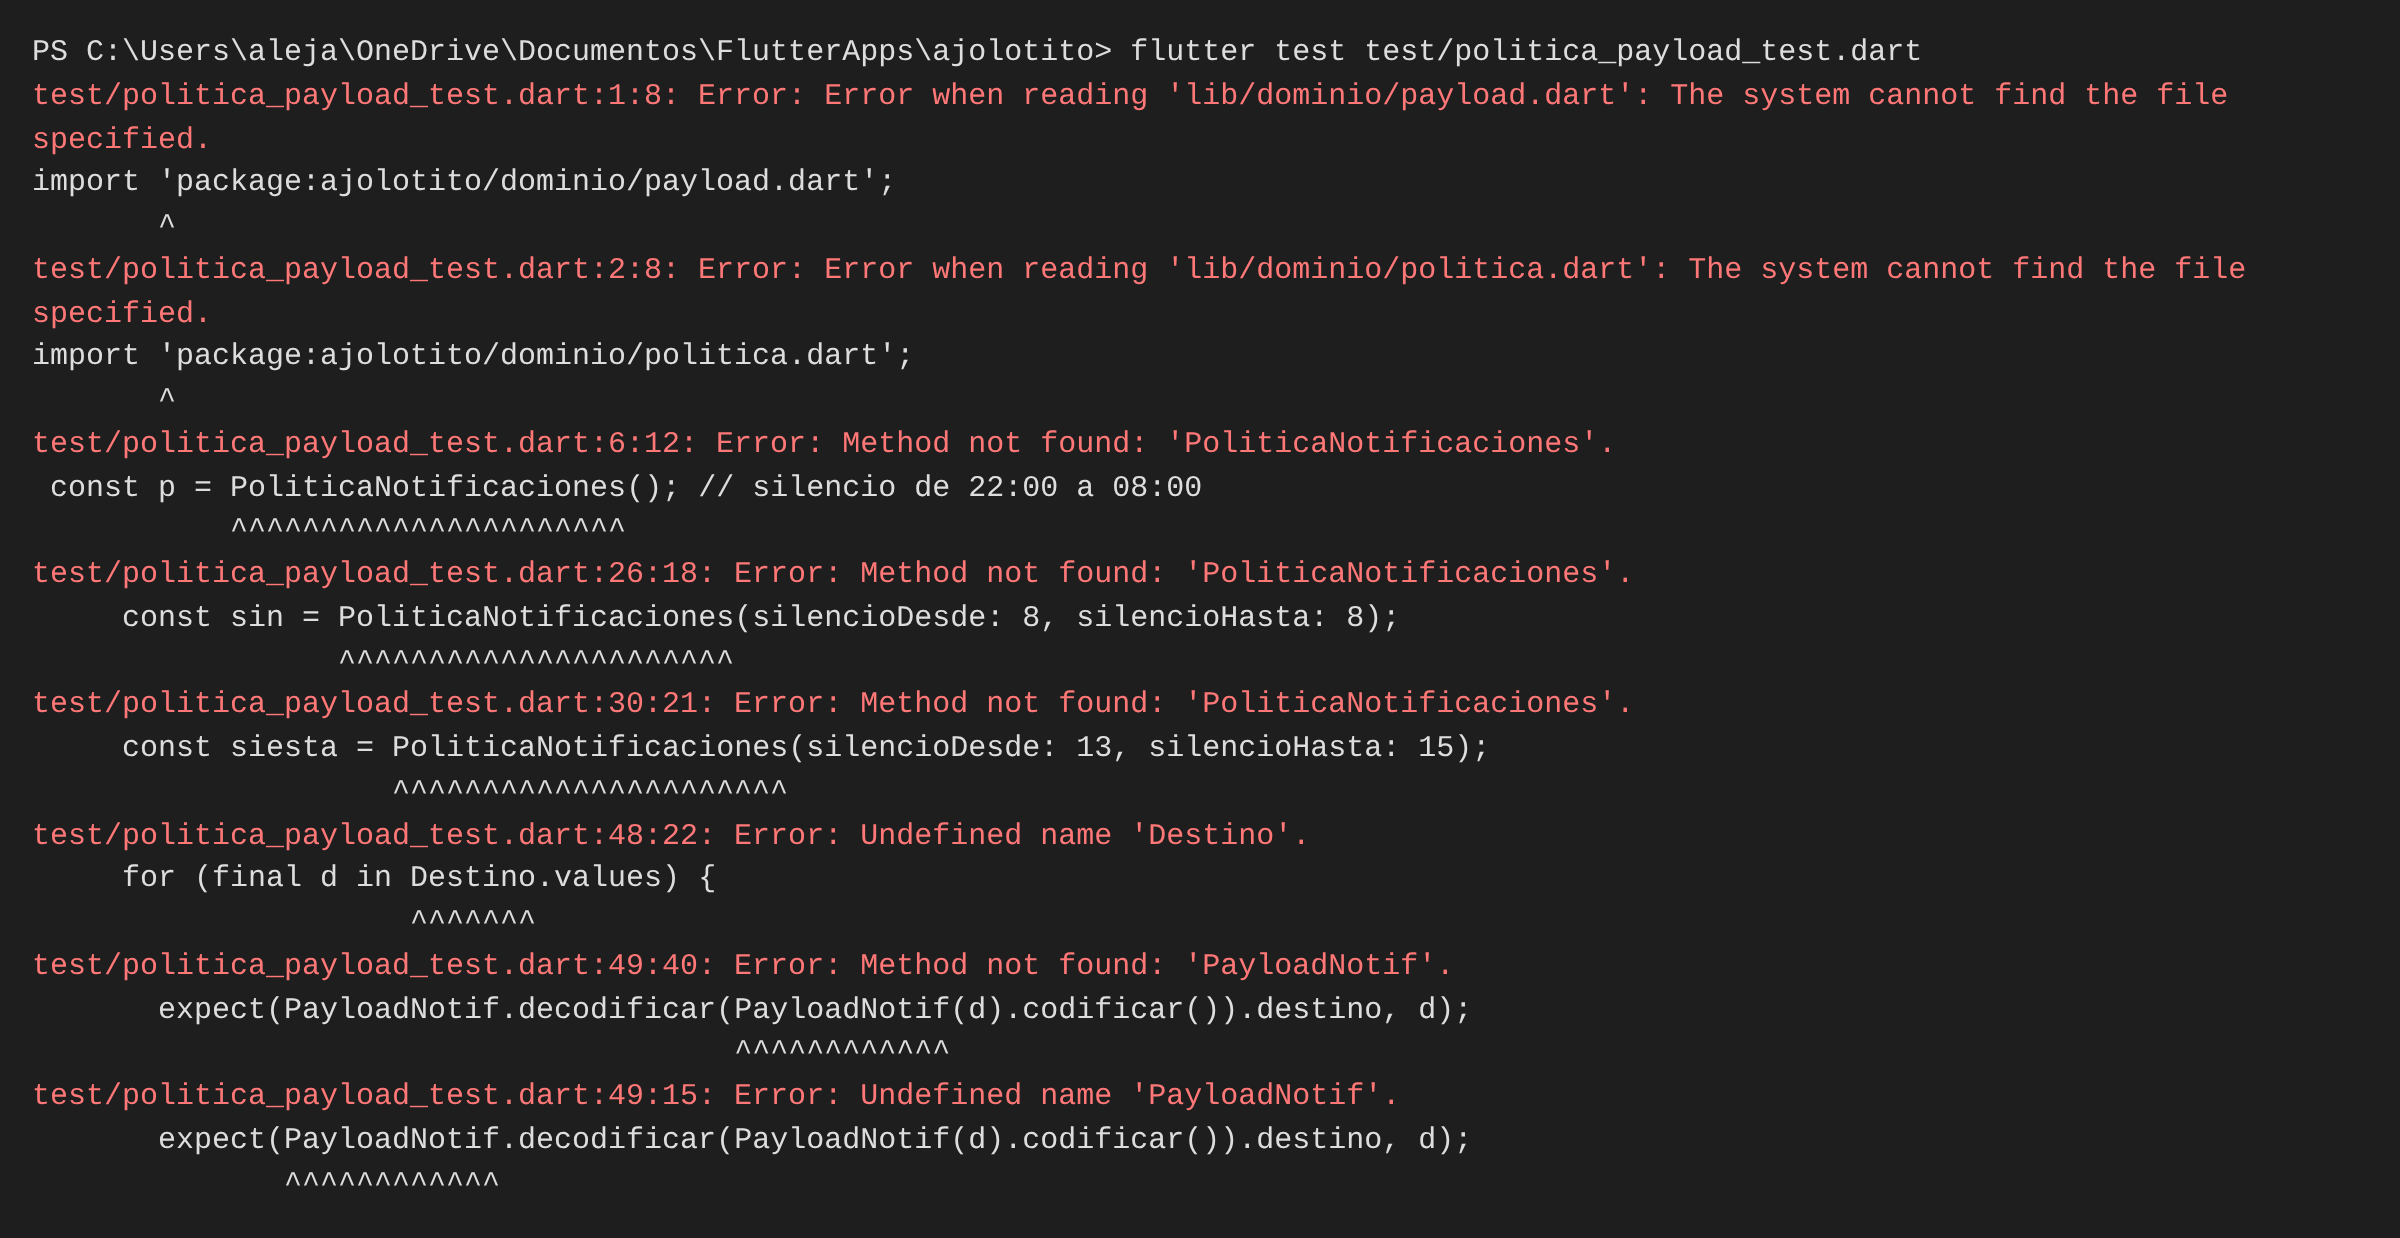 PS C:\Users\aleja\OneDrive\Documentos\FlutterApps\ajolotito> flutter test test/politica_payload_test.dart
test/politica_payload_test.dart:1:8: Error: Error when reading 'lib/dominio/payload.dart': The system cannot find the file
specified.
import 'package:ajolotito/dominio/payload.dart';
       ^
test/politica_payload_test.dart:2:8: Error: Error when reading 'lib/dominio/politica.dart': The system cannot find the file
specified.
import 'package:ajolotito/dominio/politica.dart';
       ^
test/politica_payload_test.dart:6:12: Error: Method not found: 'PoliticaNotificaciones'.
 const p = PoliticaNotificaciones(); // silencio de 22:00 a 08:00
           ^^^^^^^^^^^^^^^^^^^^^^
test/politica_payload_test.dart:26:18: Error: Method not found: 'PoliticaNotificaciones'.
     const sin = PoliticaNotificaciones(silencioDesde: 8, silencioHasta: 8);
                 ^^^^^^^^^^^^^^^^^^^^^^
test/politica_payload_test.dart:30:21: Error: Method not found: 'PoliticaNotificaciones'.
     const siesta = PoliticaNotificaciones(silencioDesde: 13, silencioHasta: 15);
                    ^^^^^^^^^^^^^^^^^^^^^^
test/politica_payload_test.dart:48:22: Error: Undefined name 'Destino'.
     for (final d in Destino.values) {
                     ^^^^^^^
test/politica_payload_test.dart:49:40: Error: Method not found: 'PayloadNotif'.
       expect(PayloadNotif.decodificar(PayloadNotif(d).codificar()).destino, d);
                                       ^^^^^^^^^^^^
test/politica_payload_test.dart:49:15: Error: Undefined name 'PayloadNotif'.
       expect(PayloadNotif.decodificar(PayloadNotif(d).codificar()).destino, d);
              ^^^^^^^^^^^^